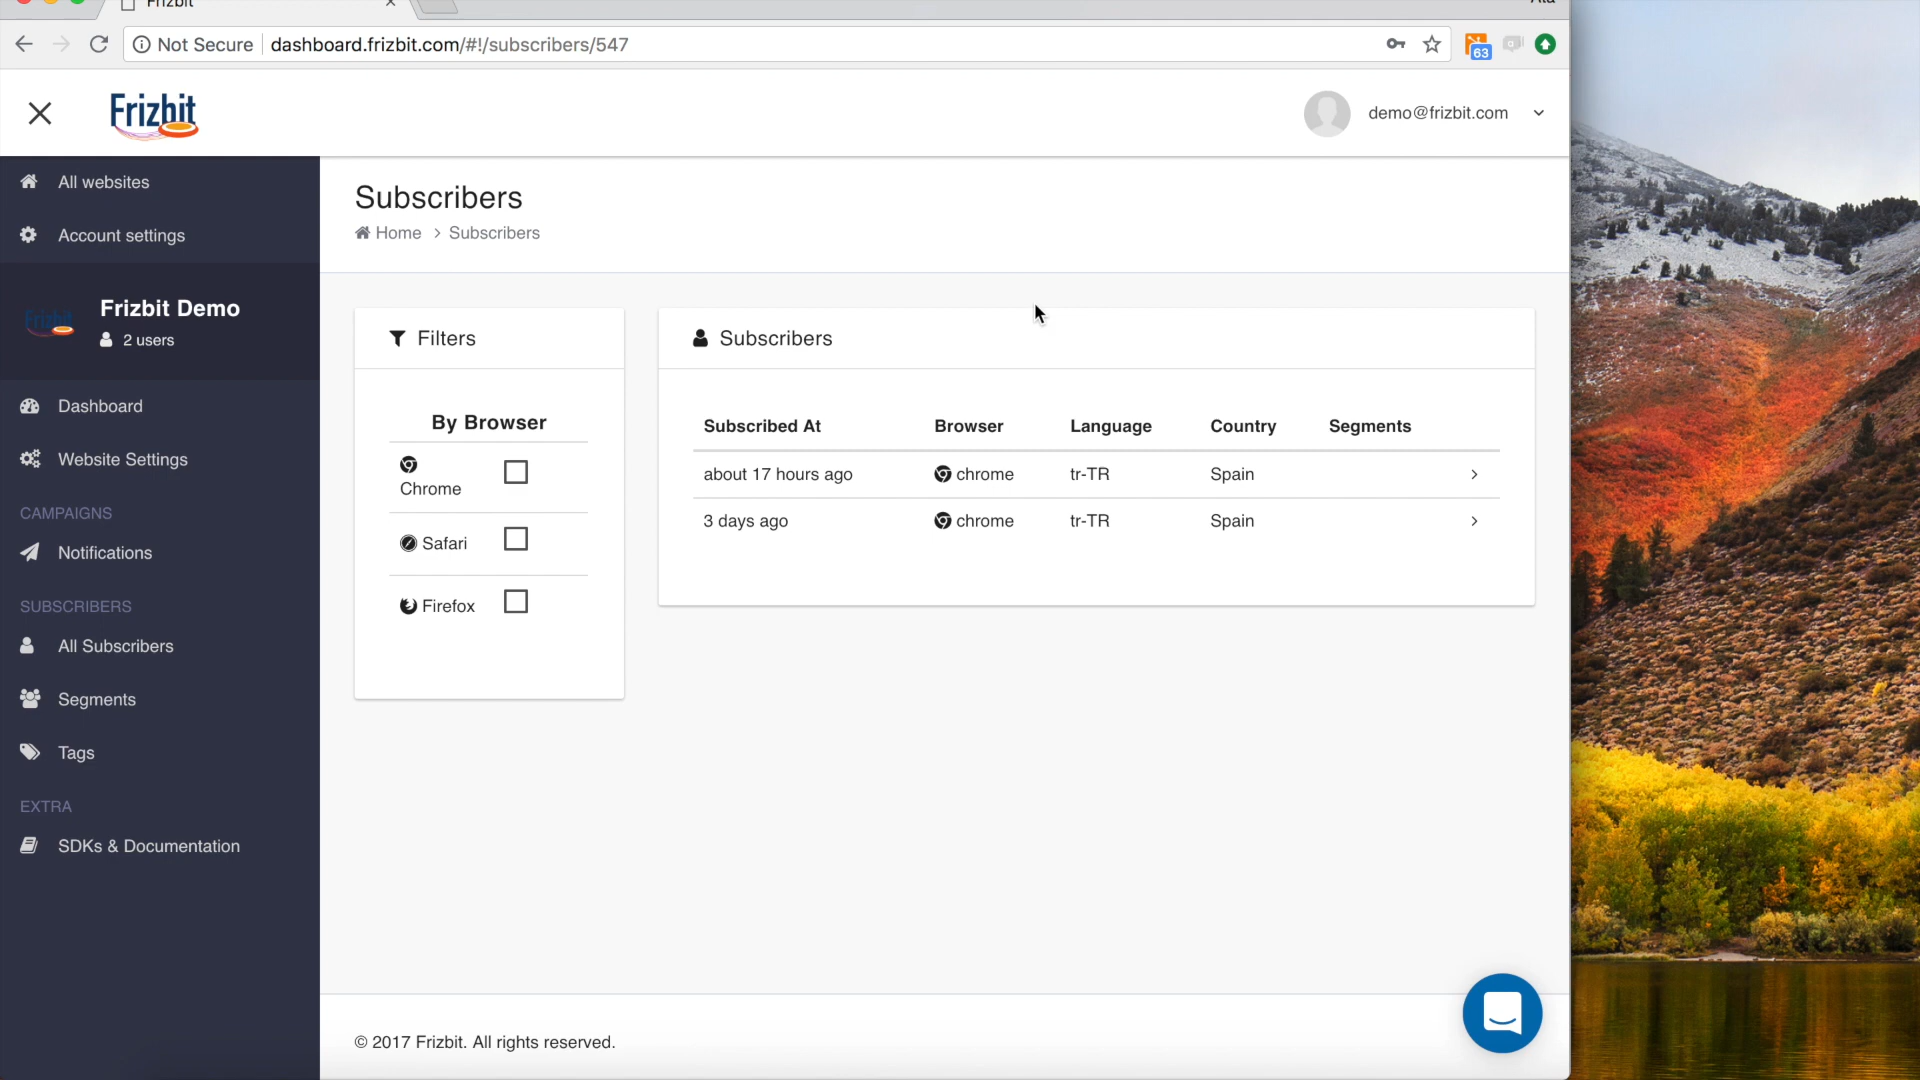 Frizbit
Ata
Not Secure
dashboard.frizbit.com/#!/subscribers/547
63
Frizbit
demo@frizbit.com
All websites
Account settings
Frizbit
Frizbit Demo
2 users
Dashboard
Website Settings
CAMPAIGNS
Notifications
SUBSCRIBERS
All Subscribers
Segments
Tags
EXTRA
SDKs & Documentation
Subscribers
Home > Subscribers
Filters
By Browser
Chrome
Safari
Firefox
Subscribers
Subscribed At Browser Language Country Segments
about 17 hours ago chrome tr-TR Spain
3 days ago chrome tr-TR Spain
© 2017 Frizbit. All rights reserved.